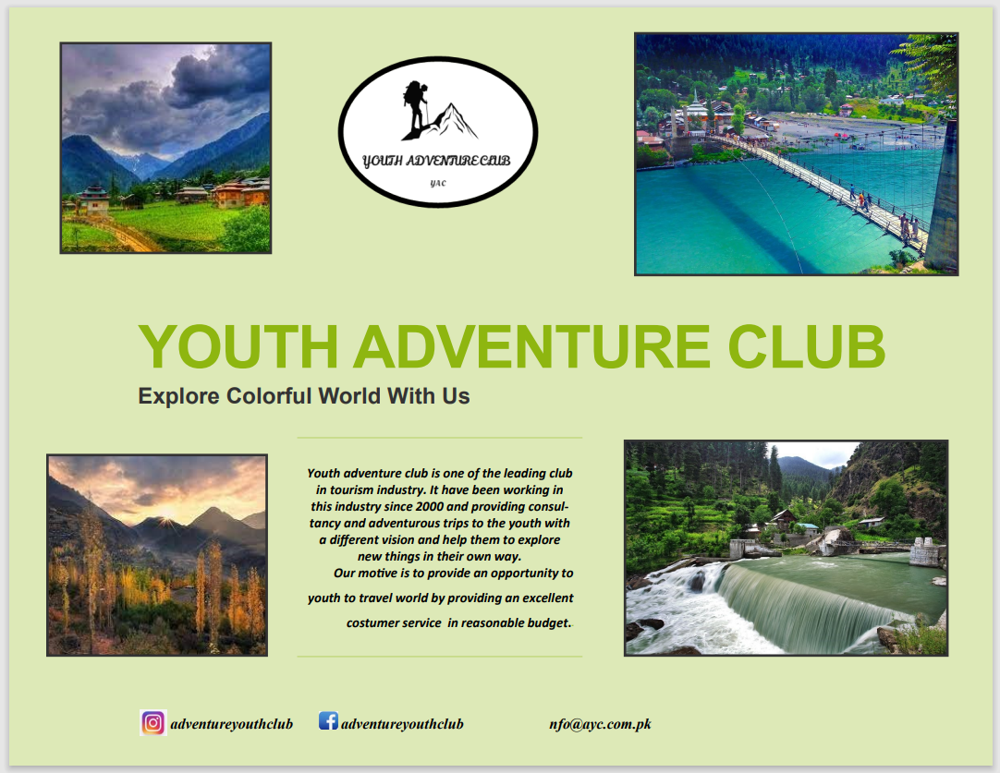 YOUTH ADVENTURE CLUB
YAC
YOUTH ADVENTURE CLUB
Explore Colorful World With Us
Youth adventure club is one of the leading club
in tourism industry. It have been working in
this industry since 2000 and providing consul-
tancy and adventurous trips to the youth with
a different vision and help them to explore
new things in their own way.
Our motive is to provide an opportunity to
youth to travel world by providing an excellent
costumer service in reasonable budget.
adventureyouthclub
adventureyouthclub
nfo@ayc.com.pk